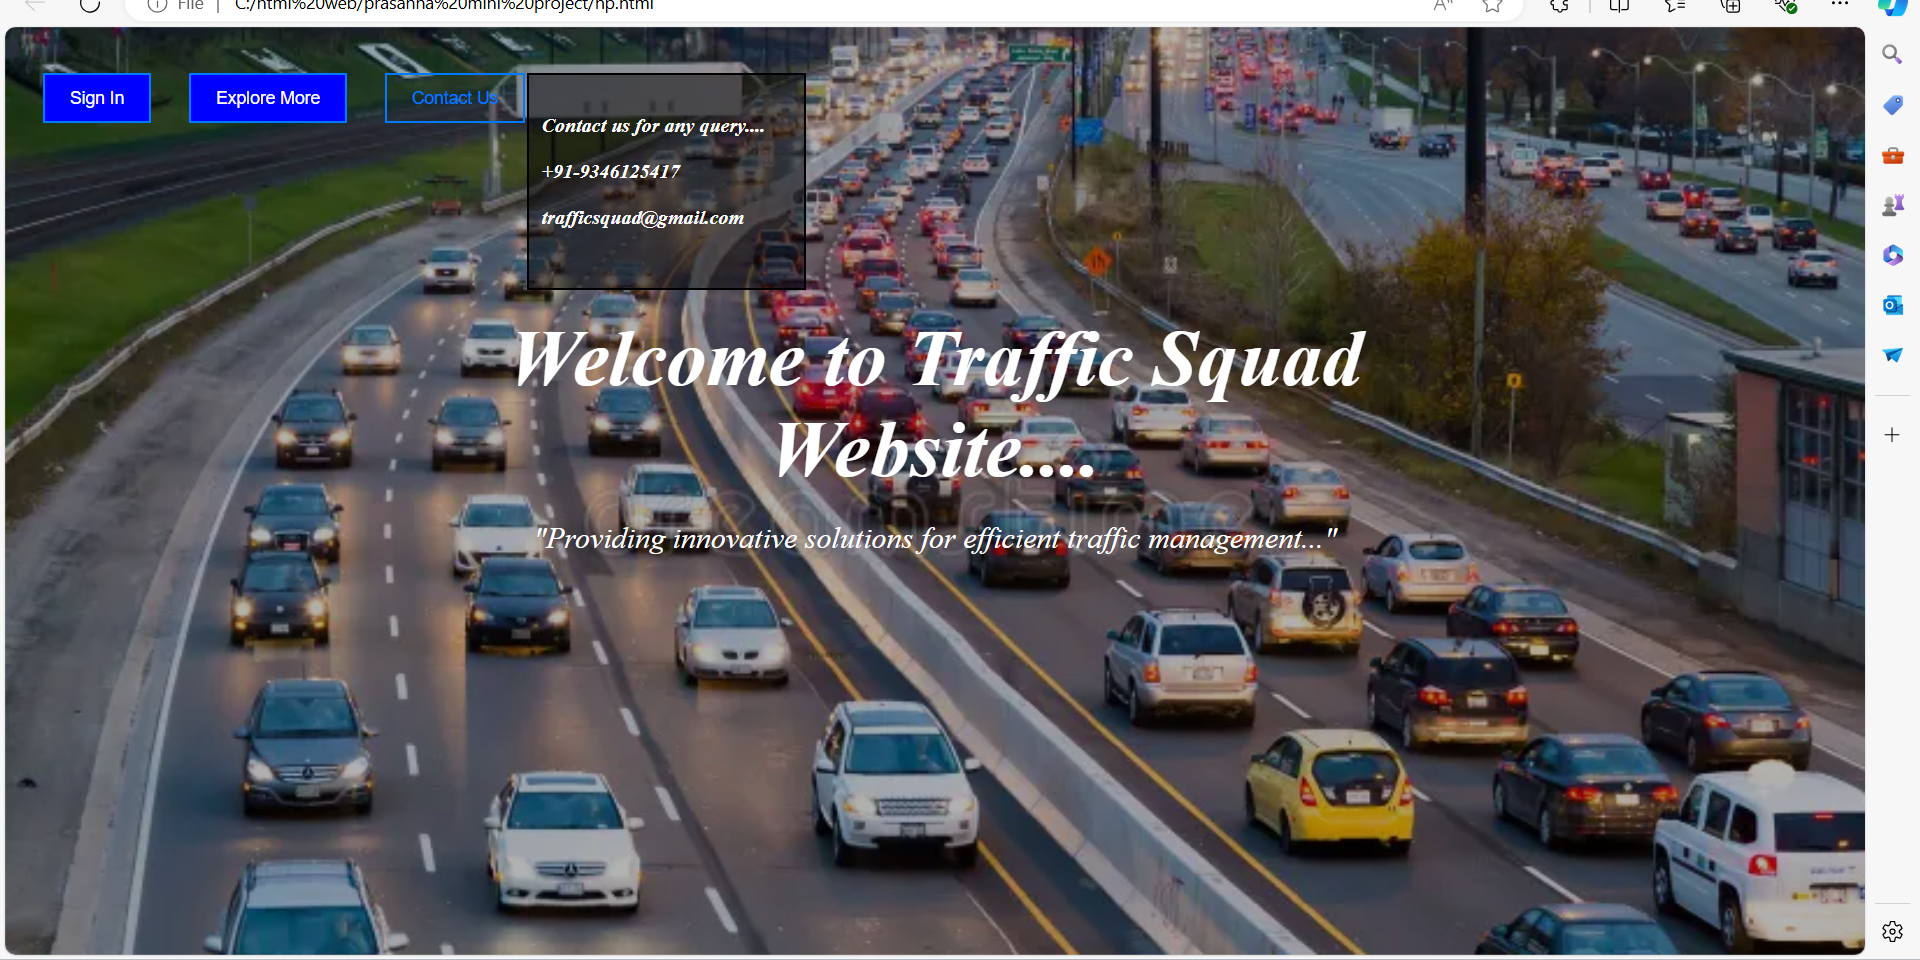 File | C:/html%20web/prasanna%20mini%20project/hp.html
Sign In
Explore More
Contact Us
Contact us for any query....
+91-9346125417
trafficsquad@gmail.com
Welcome to Traffic Squad
Website....
"Providing innovative solutions for efficient traffic management..."
dreamstime